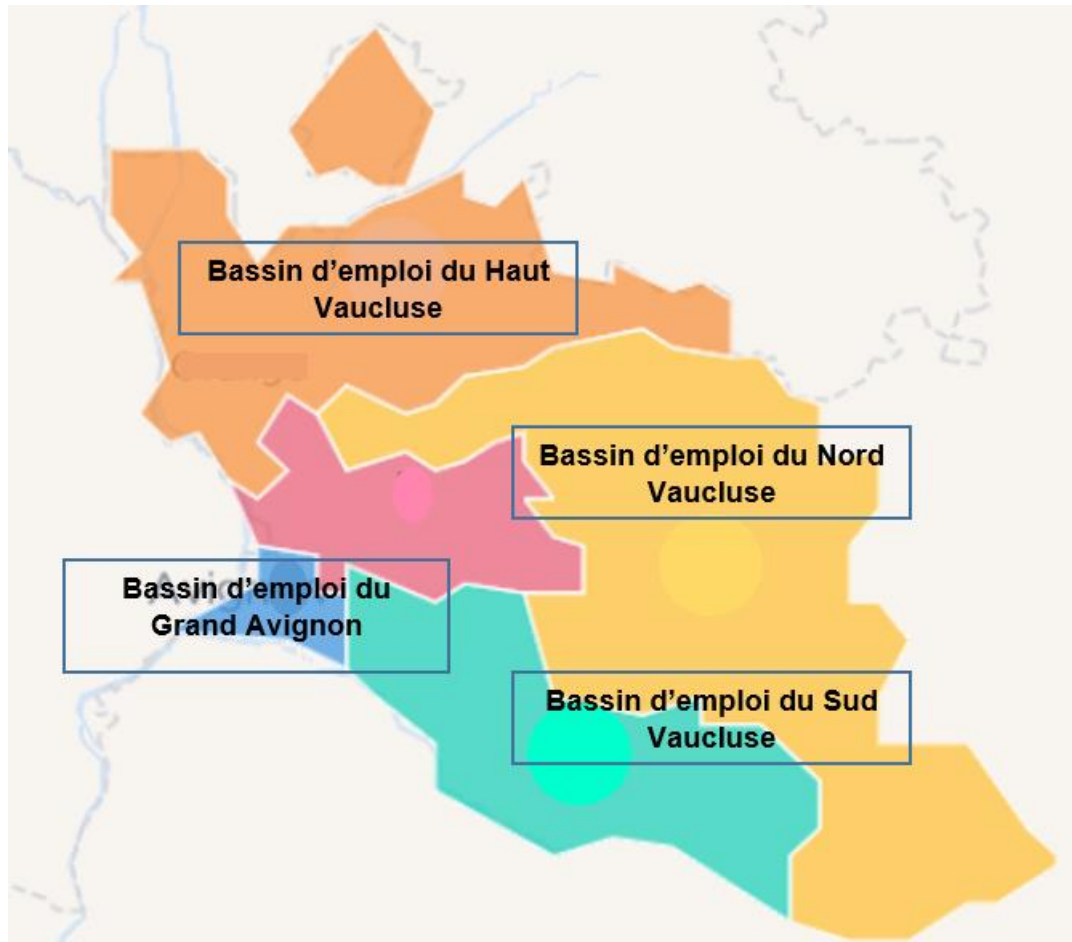 Bassin d'emploi du Haut
Vaucluse
Bassin d'emploi du Nord
Vaucluse
Bassin d'emploi du
Grand Avignon
Bassin d'emploi du Sud
Vaucluse